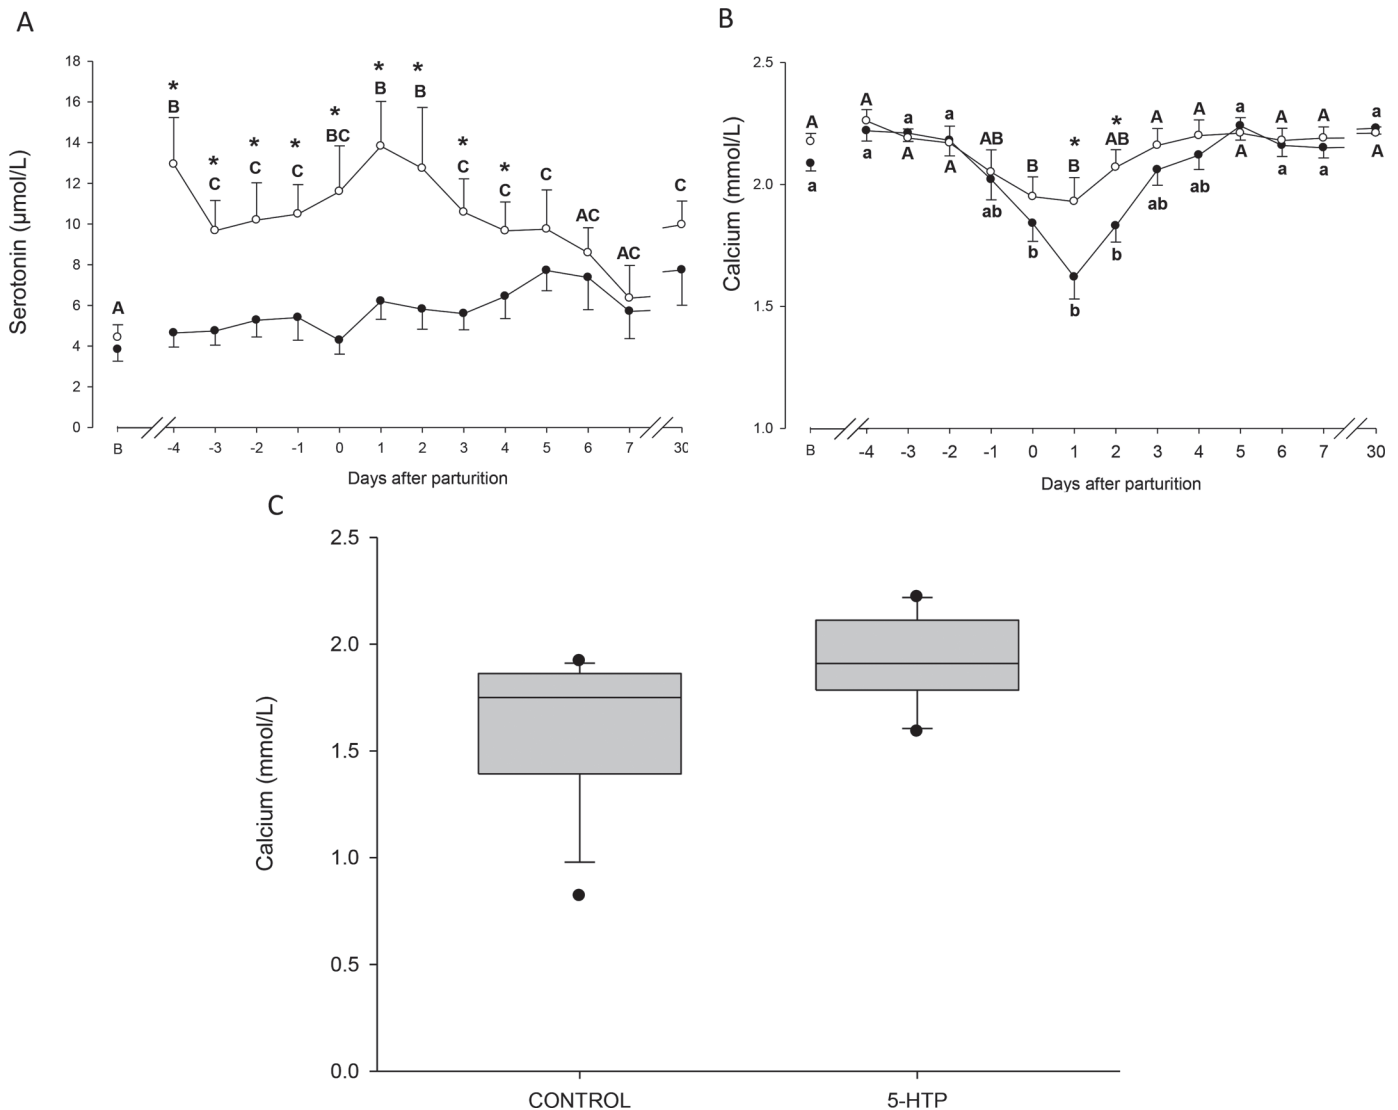 A
Serotonin (µmol/L)
18
16
14
12
10
8
6
4
2
0
A
* B
* C
* C
* C
* BC
* B
* B
* C
* C
C
AC
AC
C
B -4 -3 -2 -1 0 1 2 3 4 5 6 7 30
Days after parturition
B
Calcium (mmol/L)
2.5
2.0
1.5
1.0
A A a a AB B * B * AB A A a A A a
a a A A ab b b b ab ab A a a A
B -4 -3 -2 -1 0 1 2 3 4 5 6 7 30
Days after parturition
C
Calcium (mmol/L)
2.5
2.0
1.5
1.0
0.5
0.0
CONTROL 5-HTP